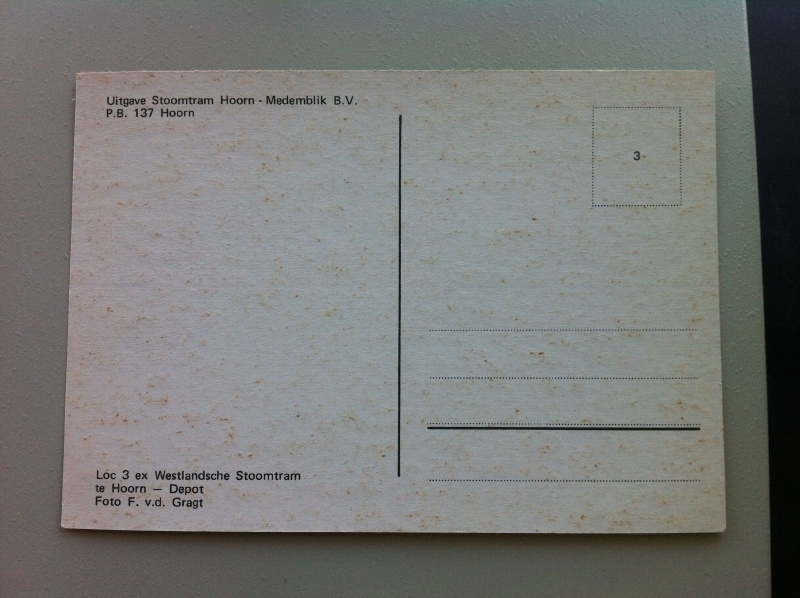 Uitgave Stoomtram Hoorn - Medemblik B.V.
P.B. 137 Hoorn
3
Loc 3 ex Westlandsche Stoomtram
te Hoorn — Depot
Foto F. v.d. Gragt